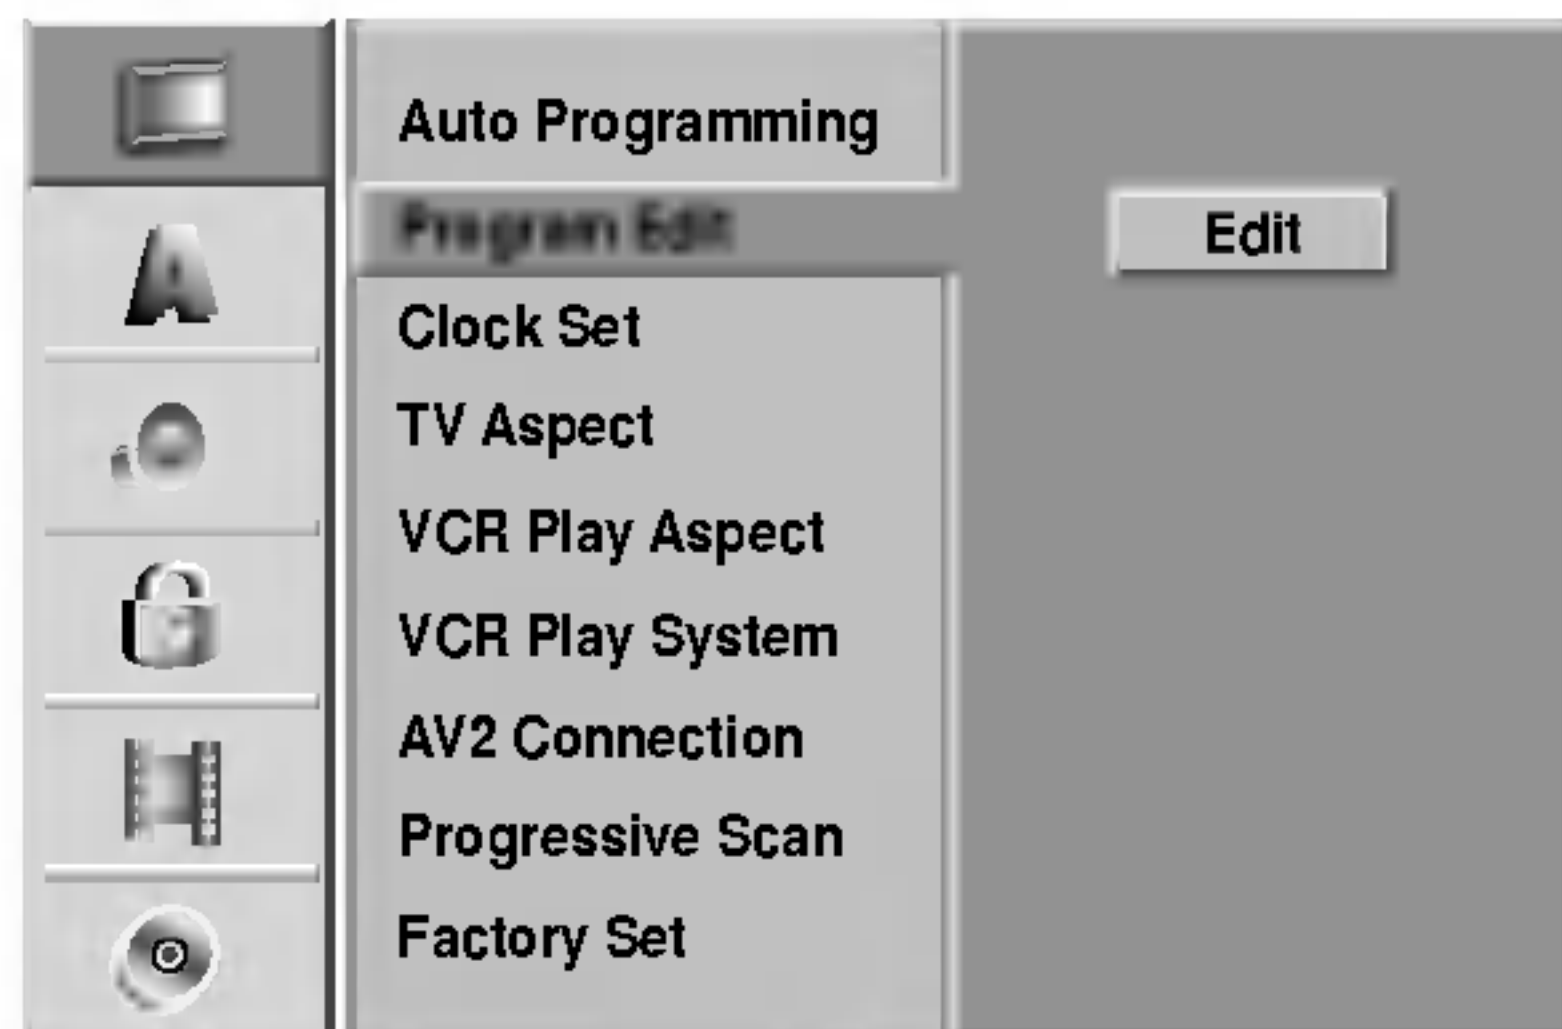 Auto Programming
Program Edit
Edit
Clock Set
TV Aspect
VCR Play Aspect
VCR Play System
AV2 Connection
Progressive Scan
Factory Set